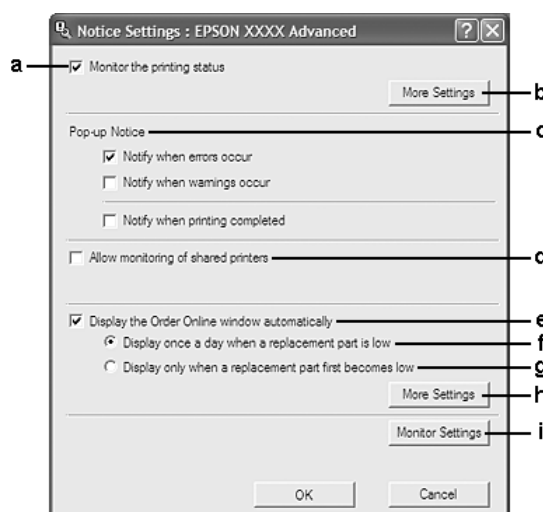 Notice Settings : EPSON XXXX Advanced
a
Monitor the printing status
More Settings
b
Pop-up Notice
c
Notify when errors occur
Notify when warnings occur
Notify when printing completed
Allow monitoring of shared printers
d
Display the Order Online window automatically
e
Display once a day when a replacement part is low
f
Display only when a replacement part first becomes low
g
More Settings
h
Monitor Settings
i
OK
Cancel